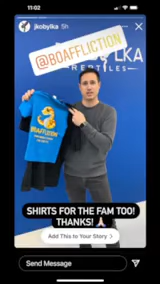 11:02
jkobylka 5h
@BOAFFLICTION
LKA
REPTILES
BOAFFLICTION
SHIRTS FOR THE FAM TOO!
THANKS! 🙏
Add This to Your Story >
Send Message